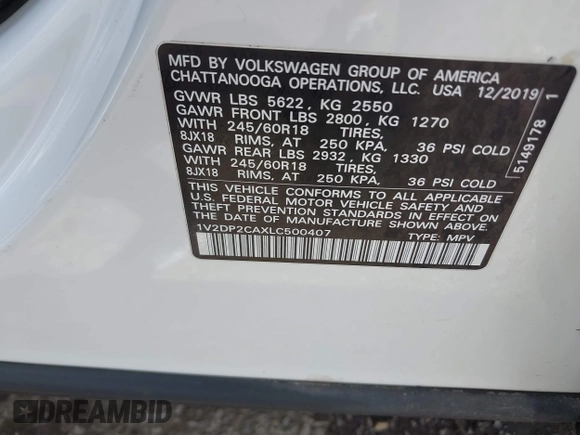 MFD BY VOLKSWAGEN GROUP OF AMERICA
CHATTANOOGA OPERATIONS, LLC. USA 12/2019
GVWR LBS 5622, KG 2550
GAWR FRONT LBS 2800, KG 1270
WITH 245/60R18 TIRES,
8JX18 RIMS, AT 250 KPA, 36 PSI COLD
GAWR REAR LBS 2932, KG 1330
WITH 245/60R18 TIRES,
8JX18 RIMS, AT 250 KPA, 36 PSI COLD
THIS VEHICLE CONFORMS TO ALL APPLICABLE
U.S. FEDERAL MOTOR VEHICLE SAFETY AND
THEFT PREVENTION STANDARDS IN EFFECT ON
THE DATE OF MANUFACTURE SHOWN ABOVE.
1V2DP2CAXLC500407 TYPE: MPV
5149178 1
DREAMBID